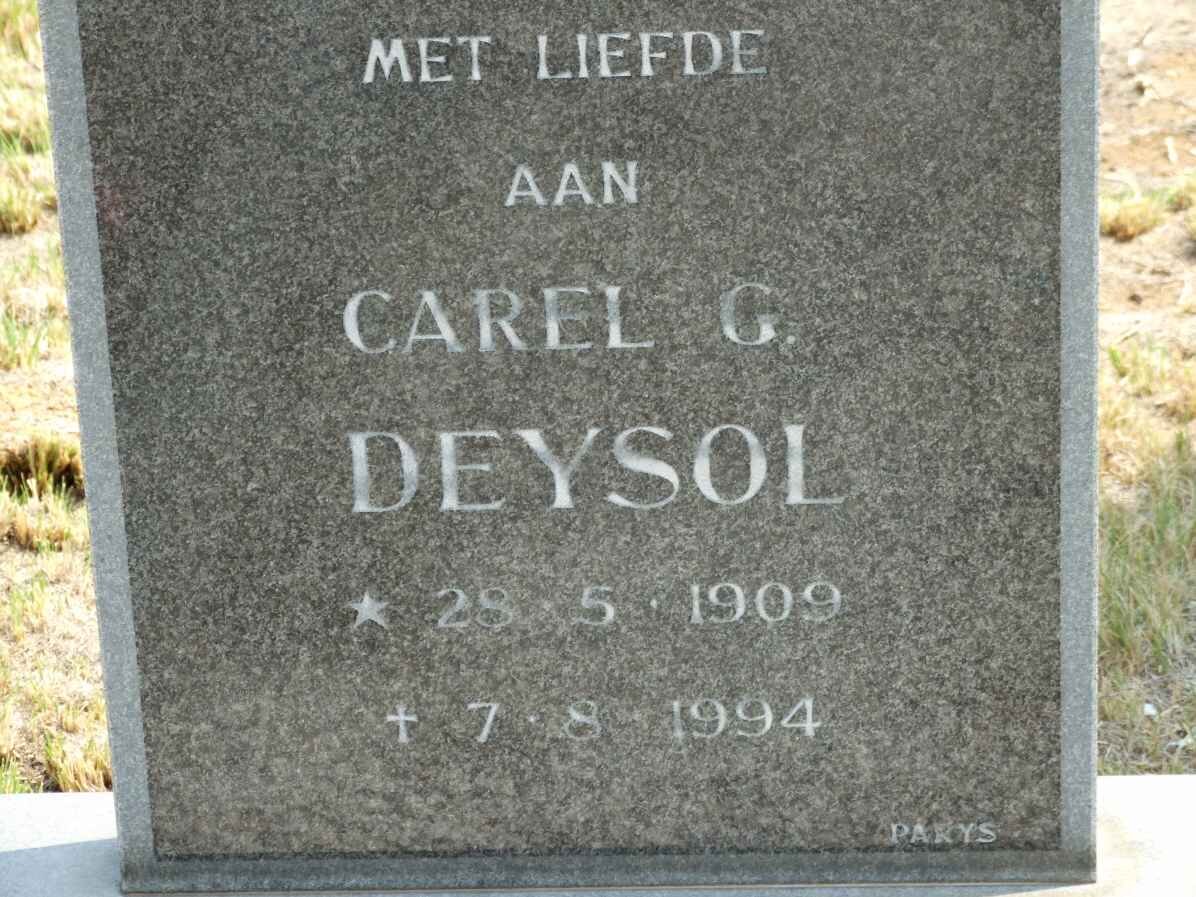 MET LIEFDE
AAN
CAREL G.
DEYSOL
★ 28 · 5 · 1909
† 7 · 8 1994
PARYS